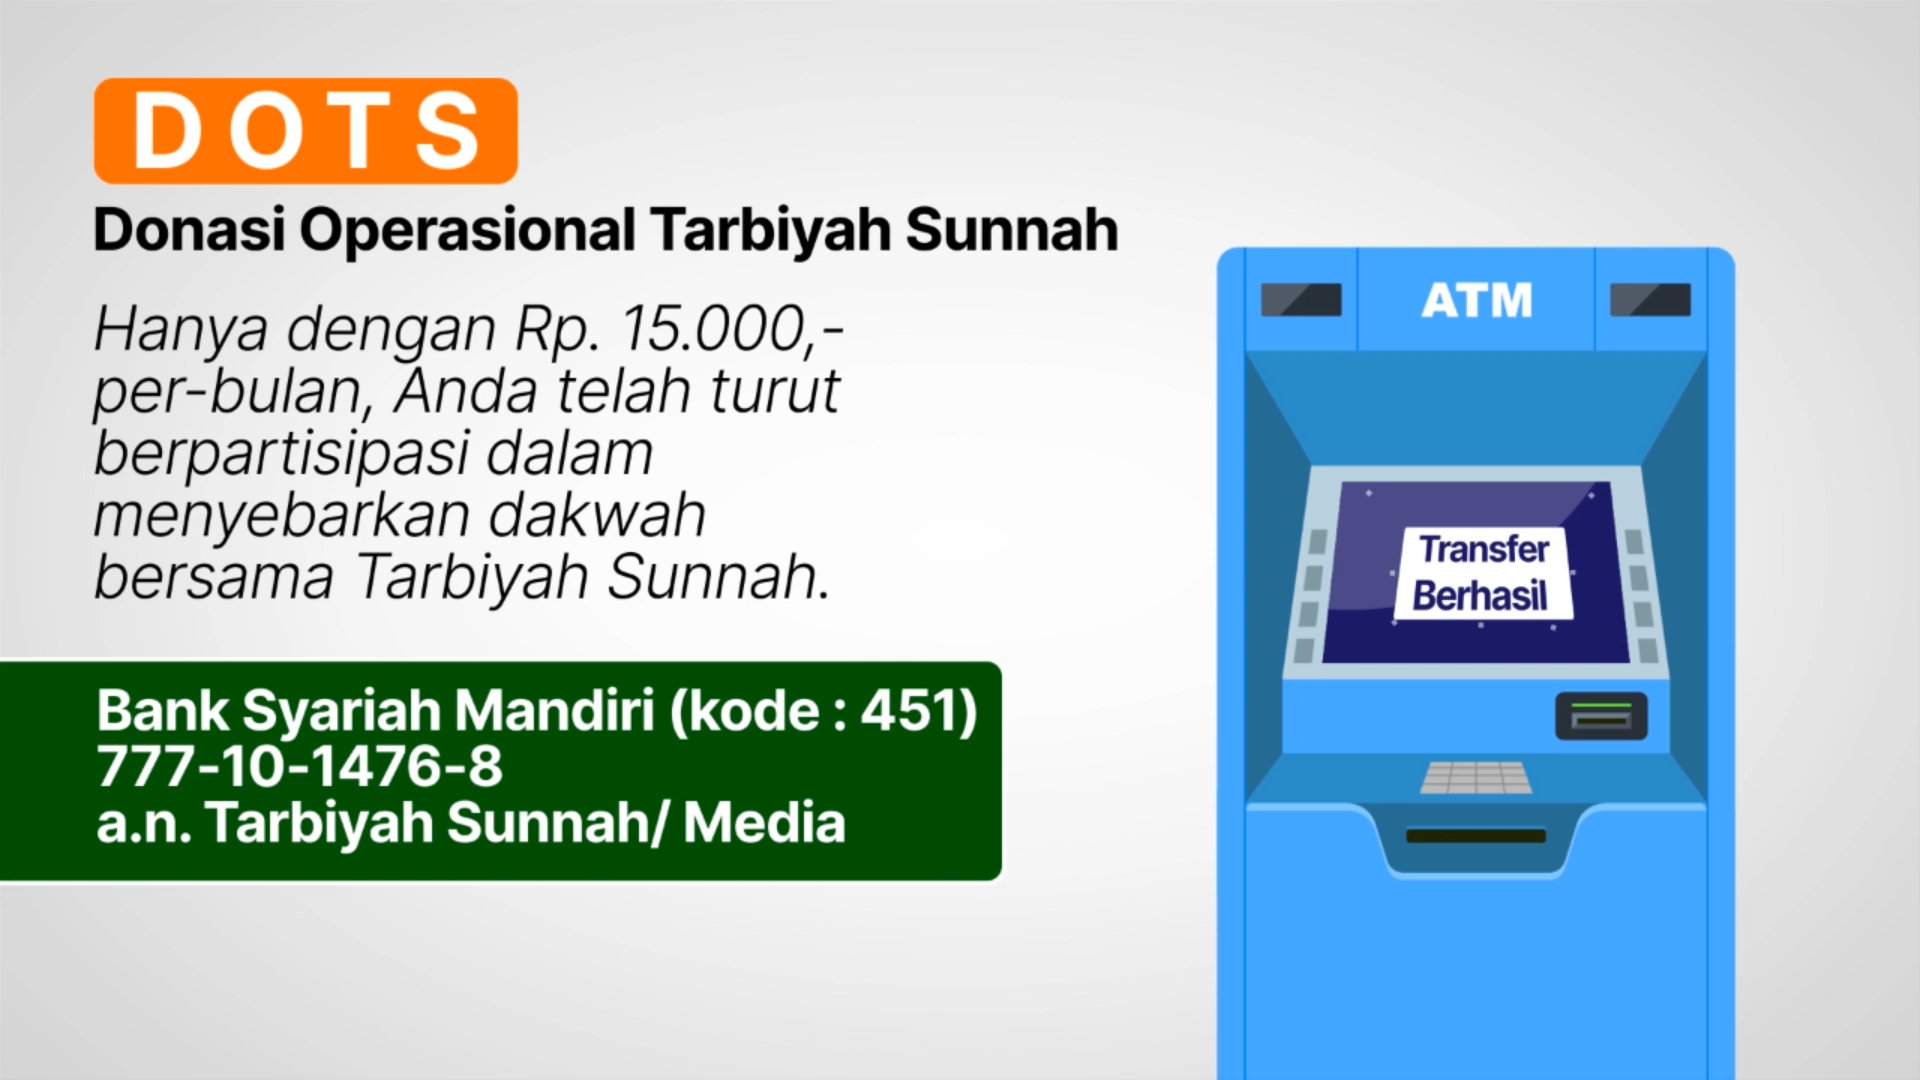 DOTS
Donasi Operasional Tarbiyah Sunnah
Hanya dengan Rp. 15.000,-
per-bulan, Anda telah turut
berpartisipasi dalam
menyebarkan dakwah
bersama Tarbiyah Sunnah.
Bank Syariah Mandiri (kode : 451)
777-10-1476-8
a.n. Tarbiyah Sunnah/ Media
ATM
Transfer
Berhasil